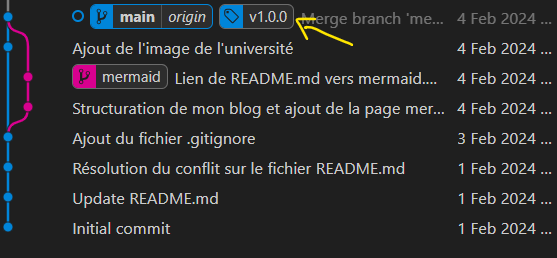 main origin v1.0.0 Merge branch 'me... 4 Feb 2024 ...
Ajout de l'image de l'université 4 Feb 2024 ...
mermaid Lien de README.md vers mermaid.... 4 Feb 2024 ...
Structuration de mon blog et ajout de la page mer... 4 Feb 2024 ...
Ajout du fichier .gitignore 3 Feb 2024 ...
Résolution du conflit sur le fichier README.md 1 Feb 2024 ...
Update README.md 1 Feb 2024 ...
Initial commit 1 Feb 2024 ...